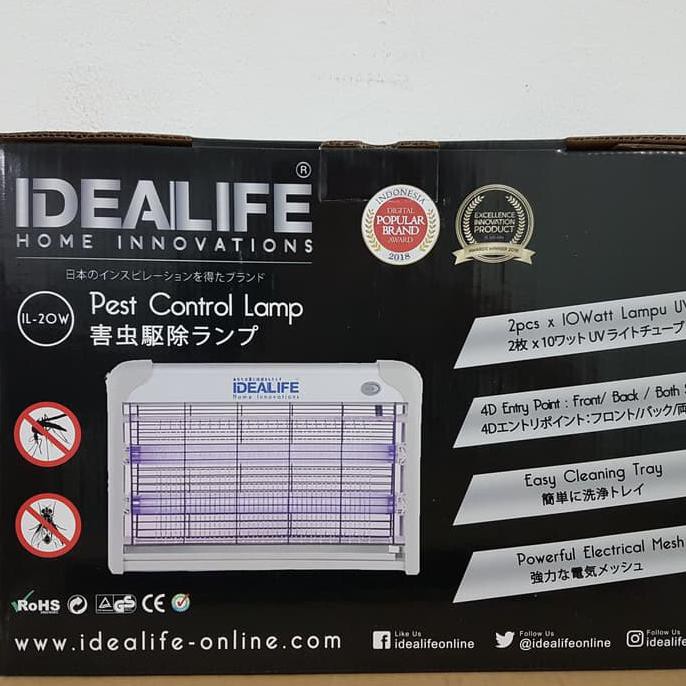 IDEALIFE®
HOME INNOVATIONS
日本のインスピレーションを得たブランド
IL-20W
Pest Control Lamp
害虫駆除ランプ
INDONESIA
DIGITAL
POPULAR
BRAND
AWARD
2018
EXCELLENCE
INNOVATION
PRODUCT
2pcs x 10Watt Lampu UV
2枚 x 10ワット UV ライトチューブ
4D Entry Point : Front/ Back / Both
4Dエントリポイント:フロント/バック/両
Easy Cleaning Tray
簡単に洗浄トレイ
Powerful Electrical Mesh
強力な電気メッシュ
IDEALIFE
Home Innovations
RoHS
GS
CE
www.idealife-online.com
Like Us
idealifeonline
Follow Us
@idealifeonline
Follow Us
idealife